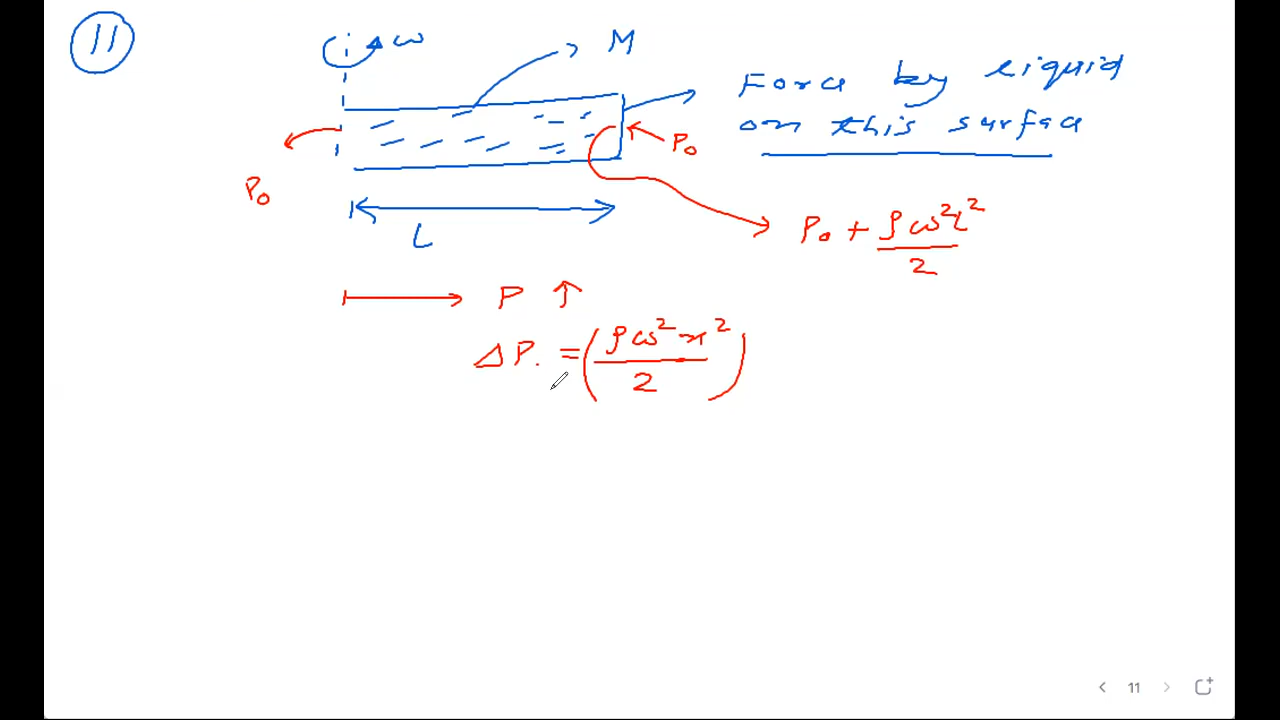 11
ω
M
Force by liquid
on this surface
P₀
P₀
P₀ + ρω²l²/2
L
P ↑
ΔP. = (ρω²x²/2)
11